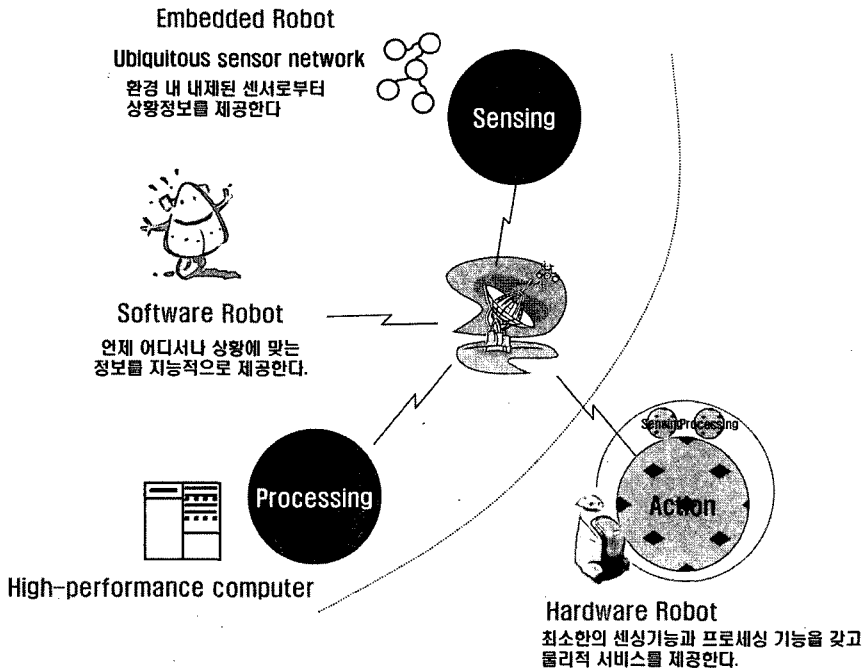 Embedded Robot
Ubiquitous sensor network
환경 내 내제된 센서로부터
상황정보를 제공한다
Sensing
Software Robot
언제 어디서나 상황에 맞는
정보를 지능적으로 제공한다.
Processing
High-performance computer
Sensing Processing
Action
Hardware Robot
최소한의 센싱기능과 프로세싱 기능을 갖고
물리적 서비스를 제공한다.